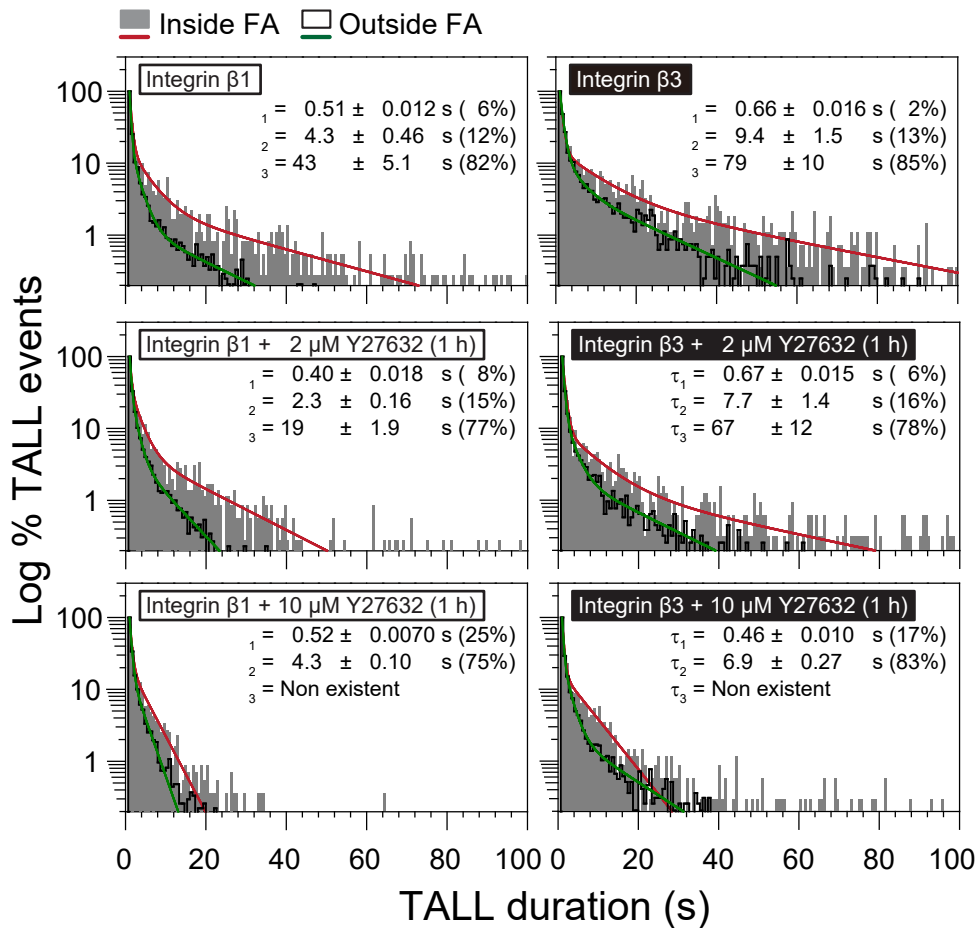 Inside FA Outside FA
Log % TALL events
Integrin β1
1 = 0.51 ± 0.012 s ( 6%)
2 = 4.3 ± 0.46 s (12%)
3 = 43 ± 5.1 s (82%)
100
10
1
Integrin β3
1 = 0.66 ± 0.016 s ( 2%)
2 = 9.4 ± 1.5 s (13%)
3 = 79 ± 10 s (85%)
Integrin β1 + 2 µM Y27632 (1 h)
1 = 0.40 ± 0.018 s ( 8%)
2 = 2.3 ± 0.16 s (15%)
3 = 19 ± 1.9 s (77%)
100
10
1
Integrin β3 + 2 µM Y27632 (1 h)
τ1 = 0.67 ± 0.015 s ( 6%)
τ2 = 7.7 ± 1.4 s (16%)
τ3 = 67 ± 12 s (78%)
Integrin β1 + 10 µM Y27632 (1 h)
1 = 0.52 ± 0.0070 s (25%)
2 = 4.3 ± 0.10 s (75%)
3 = Non existent
100
10
1
Integrin β3 + 10 µM Y27632 (1 h)
τ1 = 0.46 ± 0.010 s (17%)
τ2 = 6.9 ± 0.27 s (83%)
τ3 = Non existent
0 20 40 60 80 100
0 20 40 60 80 100
TALL duration (s)